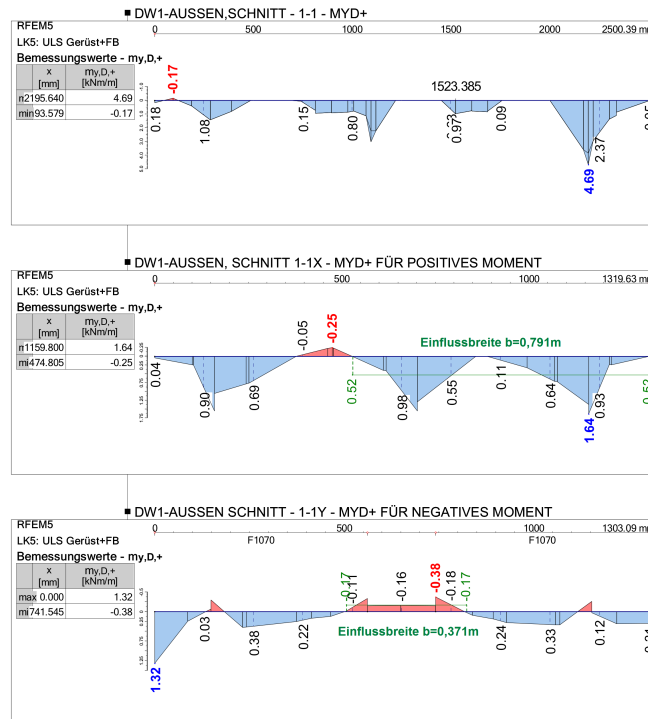 ■ DW1-AUSSEN,SCHNITT - 1-1 - MYD+
RFEM5
0 500 1000 1500 2000 2500.39 mm
LK5: ULS Gerüst+FB
Bemessungswerte - my,D,+
x my,D,+
[mm] [kNm/m]
2195.640 4.69
93.579 -0.17
-0.17
1523.385
0.18 1.08 0.15 0.80 0.97 0.09 2.37
4.69
■ DW1-AUSSEN, SCHNITT 1-1X - MYD+ FÜR POSITIVES MOMENT
RFEM5
0 500 1000 1319.63 mm
LK5: ULS Gerüst+FB
Bemessungswerte - my,D,+
x my,D,+
[mm] [kNm/m]
1159.800 1.64
474.805 -0.25
-0.05 -0.25
Einflussbreite b=0,791m
0.04 0.90 0.69 0.52 0.98 0.55 0.11 0.64 0.93
1.64
■ DW1-AUSSEN SCHNITT - 1-1Y - MYD+ FÜR NEGATIVES MOMENT
RFEM5
0 500 1000 1303.09 mm
F1070 F1070
LK5: ULS Gerüst+FB
Bemessungswerte - my,D,+
x my,D,+
[mm] [kNm/m]
max 0.000 1.32
741.545 -0.38
-0.17 -0.11 -0.16 -0.38 -0.18 -0.17
Einflussbreite b=0,371m
0.03 0.38 0.22 0.24 0.33 0.12
1.32